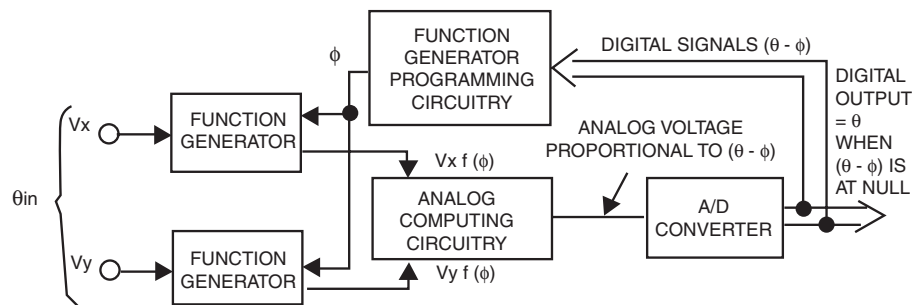 FUNCTION
GENERATOR
PROGRAMMING
CIRCUITRY
DIGITAL SIGNALS (θ - ϕ)
ϕ
DIGITAL
OUTPUT
= θ
WHEN
(θ - ϕ) IS
AT NULL
Vx
FUNCTION
GENERATOR
ANALOG VOLTAGE
PROPORTIONAL TO (θ - ϕ)
Vx f (ϕ)
θin
ANALOG
COMPUTING
CIRCUITRY
A/D
CONVERTER
Vy
FUNCTION
GENERATOR
Vy f (ϕ)